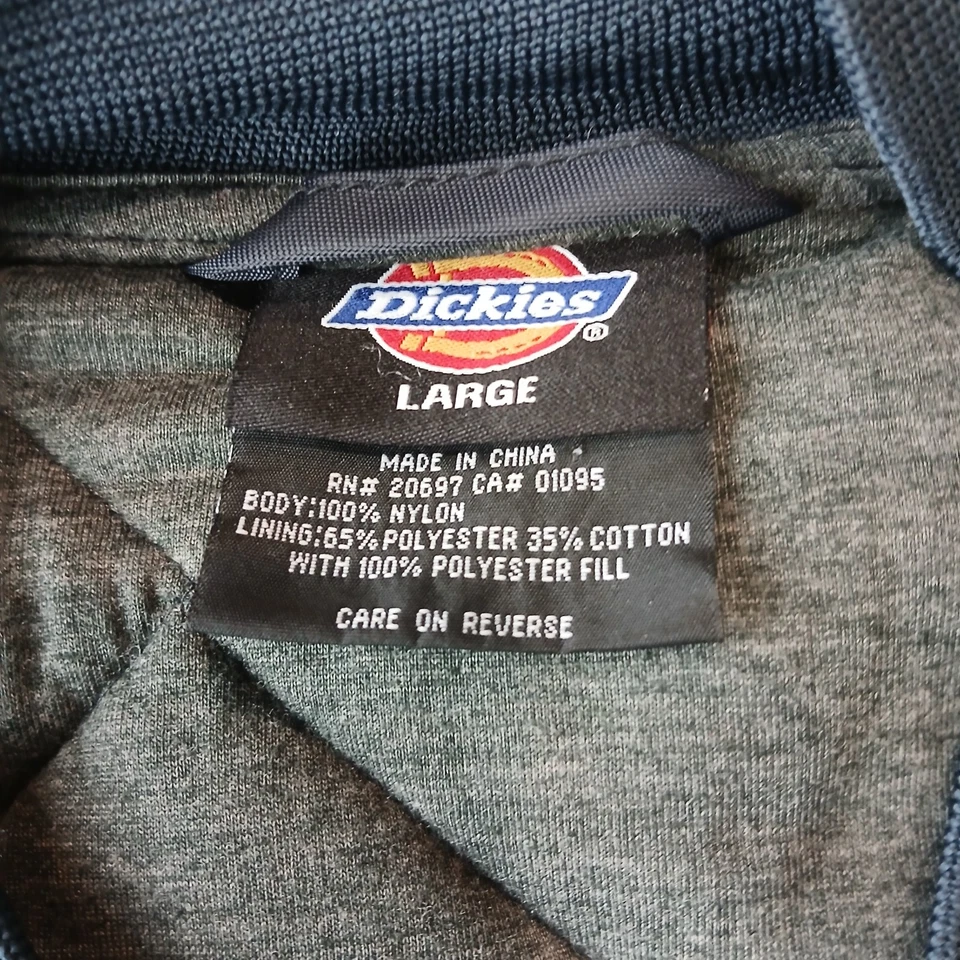 Dickies
®
LARGE
MADE IN CHINA
RN# 20697 CA# 01095
BODY:100% NYLON
LINING:65% POLYESTER 35% COTTON
WITH 100% POLYESTER FILL
CARE ON REVERSE